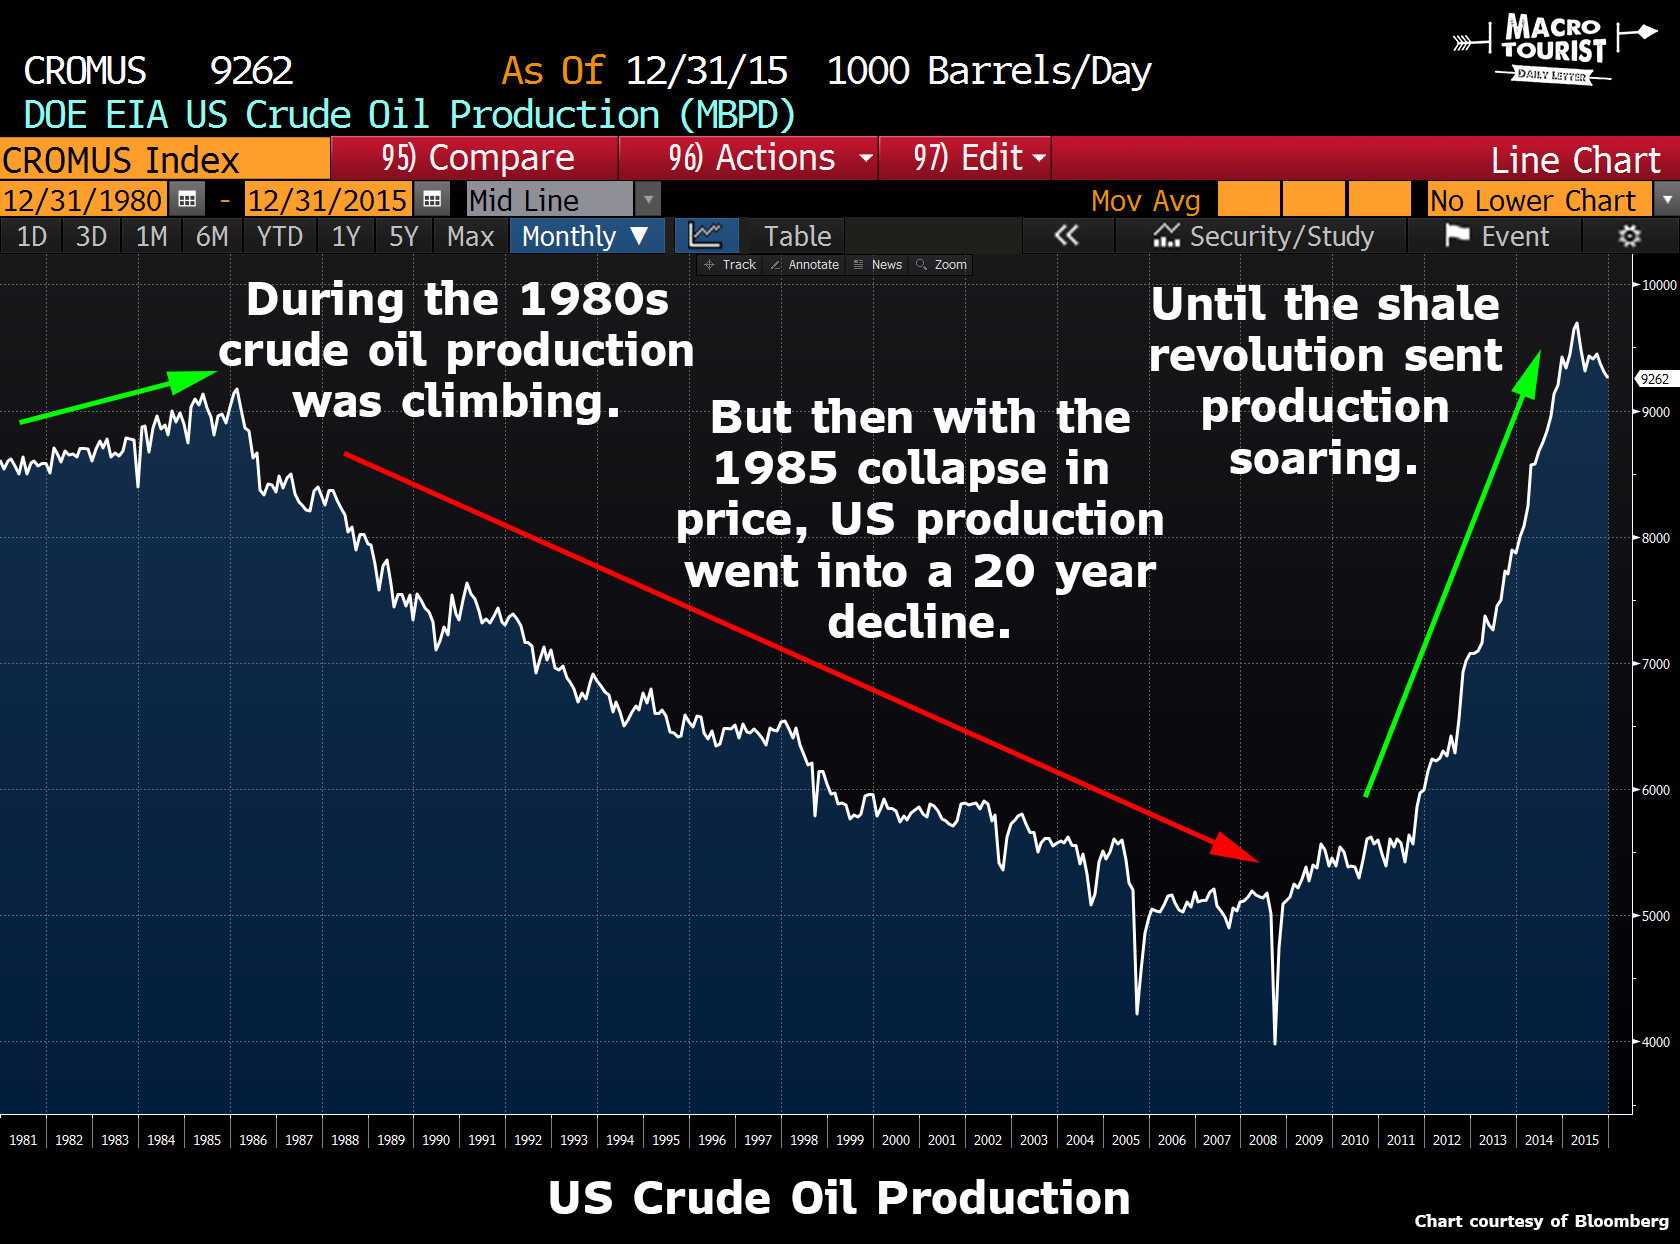 MACRO
TOURIST
DAILY LETTER
CROMUS 9262 As Of 12/31/15 1000 Barrels/Day
DOE EIA US Crude Oil Production (MBPD)
CROMUS Index 95) Compare 96) Actions 97) Edit Line Chart
12/31/1980 - 12/31/2015 Mid Line Mov Avg No Lower Chart
1D 3D 1M 6M YTD 1Y 5Y Max Monthly ▼ Table « Security/Study Event
Track Annotate News Zoom
During the 1980s
crude oil production
was climbing.
But then with the
1985 collapse in
price, US production
went into a 20 year
decline.
Until the shale
revolution sent
production
soaring.
10000
9262
9000
8000
7000
6000
5000
4000
1981 1982 1983 1984 1985 1986 1987 1988 1989 1990 1991 1992 1993 1994 1995 1996 1997 1998 1999 2000 2001 2002 2003 2004 2005 2006 2007 2008 2009 2010 2011 2012 2013 2014 2015
US Crude Oil Production
Chart courtesy of Bloomberg